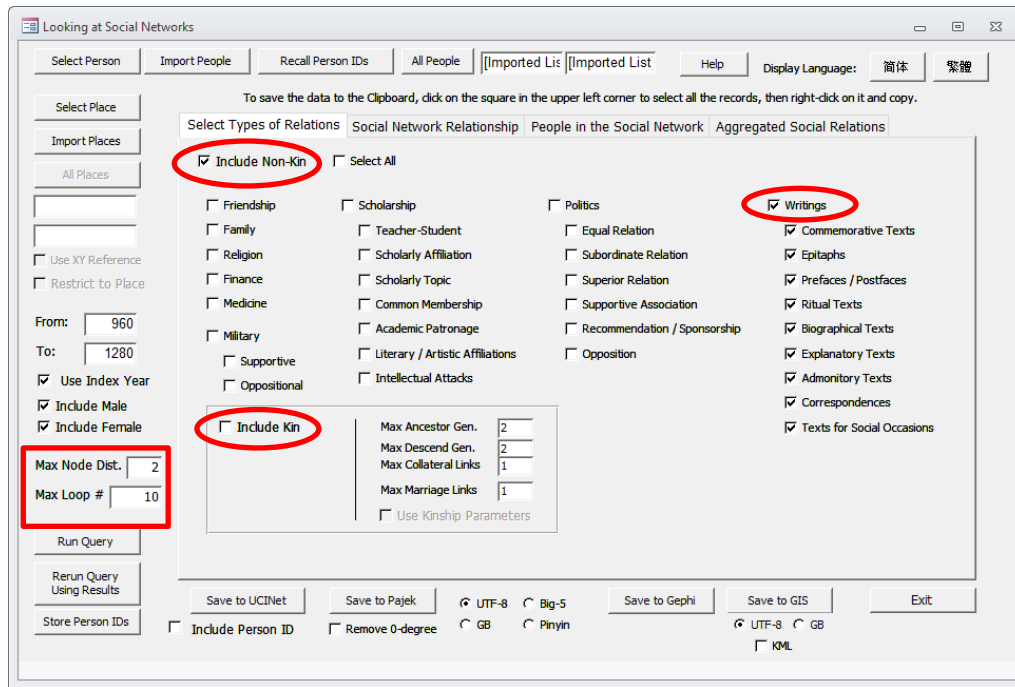 Looking at Social Networks
Select Person Import People Recall Person IDs All People [Imported Lis [Imported List Help Display Language: 简体 繁體
To save the data to the Clipboard, click on the square in the upper left corner to select all the records, then right-click on it and copy.
Select Place
Import Places
All Places
Use XY Reference
Restrict to Place
From: 960
To: 1280
Use Index Year
Include Male
Include Female
Max Node Dist. 2
Max Loop # 10
Run Query
Rerun Query
Using Results
Store Person IDs
Select Types of Relations Social Network Relationship People in the Social Network Aggregated Social Relations
Include Non-Kin Select All
Friendship
Family
Religion
Finance
Medicine
Military
Supportive
Oppositional
Scholarship
Teacher-Student
Scholarly Affiliation
Scholarly Topic
Common Membership
Academic Patronage
Literary / Artistic Affiliations
Intellectual Attacks
Politics
Equal Relation
Subordinate Relation
Superior Relation
Supportive Association
Recommendation / Sponsorship
Opposition
Writings
Commemorative Texts
Epitaphs
Prefaces / Postfaces
Ritual Texts
Biographical Texts
Explanatory Texts
Admonitory Texts
Correspondences
Texts for Social Occasions
Include Kin
Max Ancestor Gen. 2
Max Descend Gen. 2
Max Collateral Links 1
Max Marriage Links 1
Use Kinship Parameters
Save to UCINet Save to Pajek UTF-8 Big-5 Save to Gephi Save to GIS Exit
Include Person ID Remove 0-degree GB Pinyin UTF-8 GB
KML